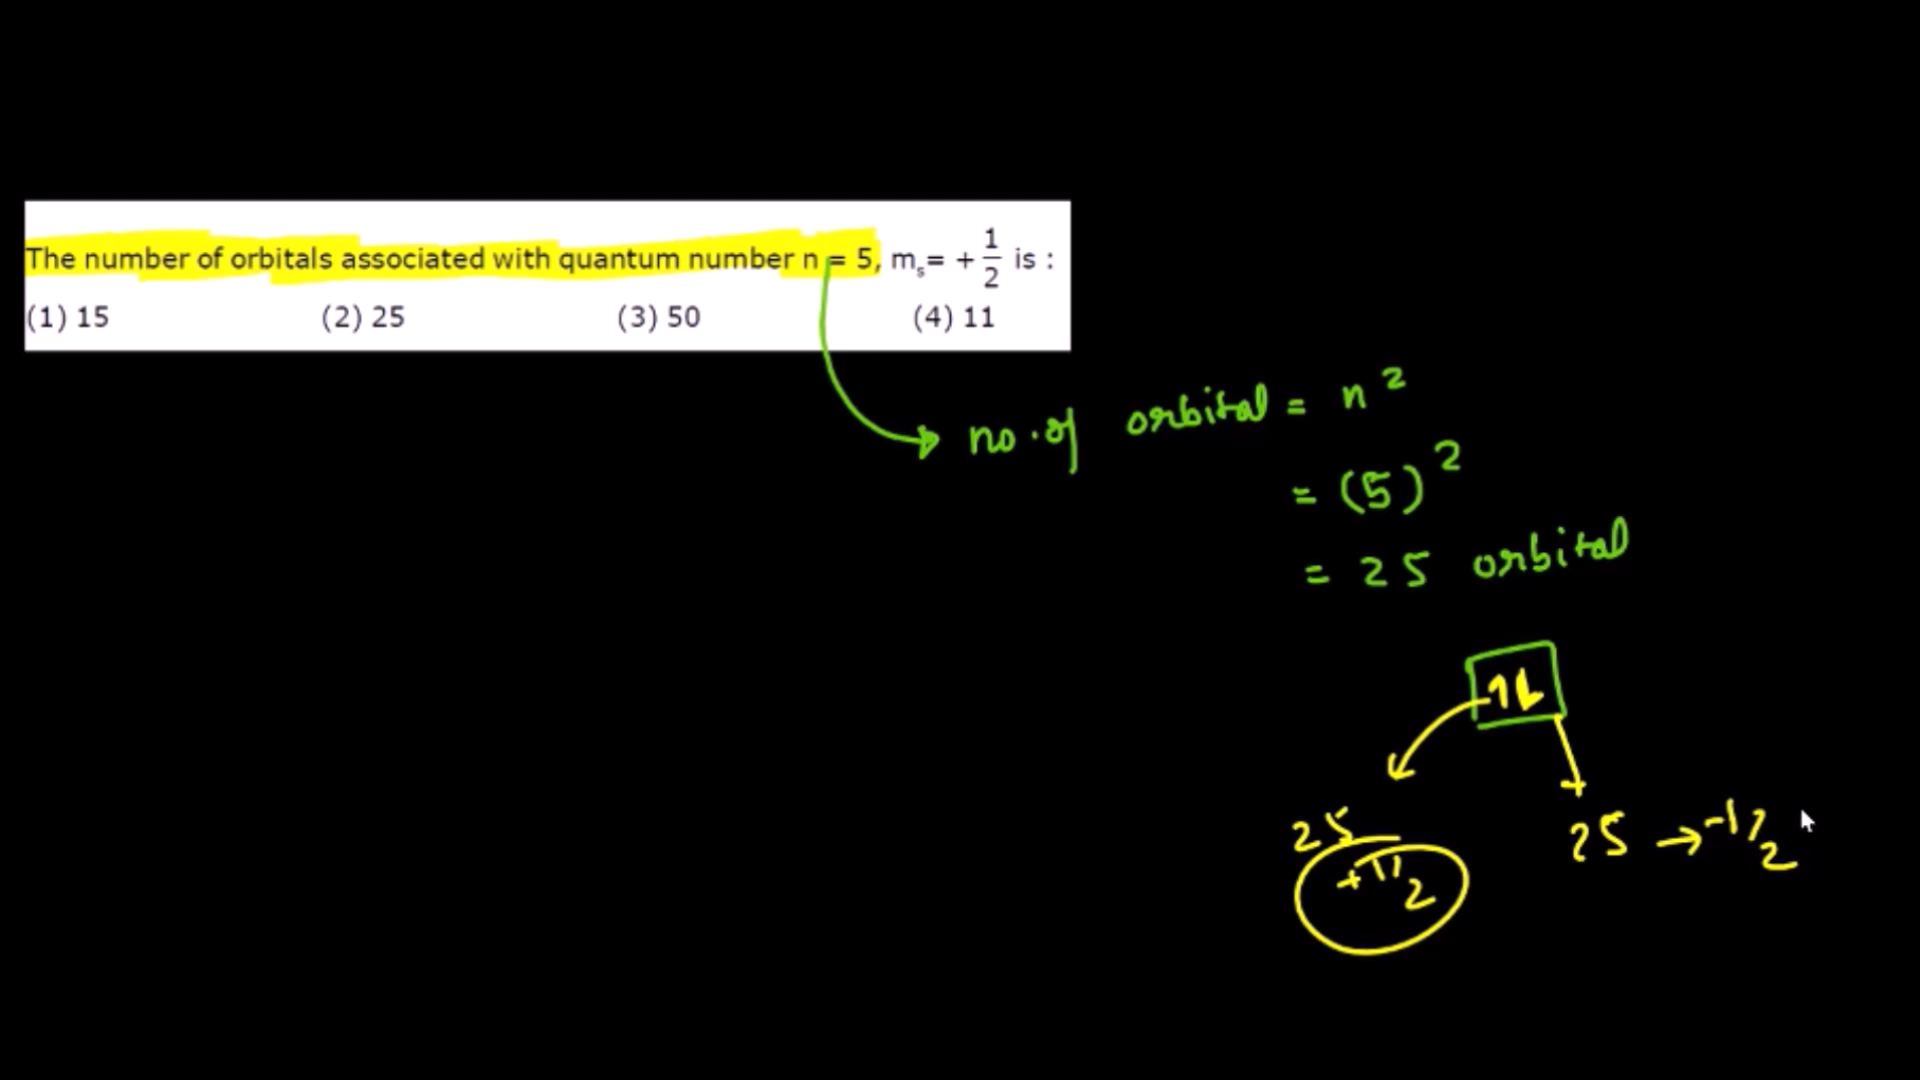 The number of orbitals associated with quantum number n = 5, mₛ= + 1/2 is :
(1) 15 (2) 25 (3) 50 (4) 11
no. of orbital = n²
= (5)²
= 25 orbital
↑↓
25 25 → -1/2
+1/2